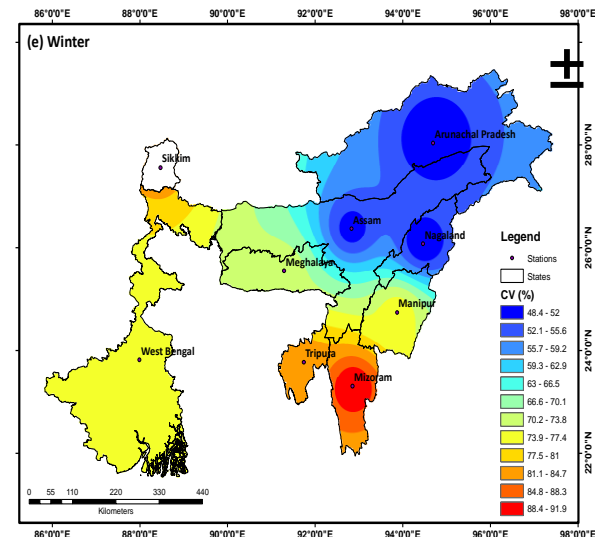 86°0'0"E 88°0'0"E 90°0'0"E 92°0'0"E 94°0'0"E 96°0'0"E 98°0'0"E
(e) Winter
28°0'0"N
Arunachal Pradesh
Sikkim
Assam
Nagaland
26°0'0"N
Meghalaya
Manipur
24°0'0"N
West Bengal
Tripura
Mizoram
22°0'0"N
Legend
Stations
States
CV (%)
48.4 - 52
52.1 - 55.6
55.7 - 59.2
59.3 - 62.9
63 - 66.5
66.6 - 70.1
70.2 - 73.8
73.9 - 77.4
77.5 - 81
81.1 - 84.7
84.8 - 88.3
88.4 - 91.9
0 55 110 220 330 440
Kilometers
86°0'0"E 88°0'0"E 90°0'0"E 92°0'0"E 94°0'0"E 96°0'0"E